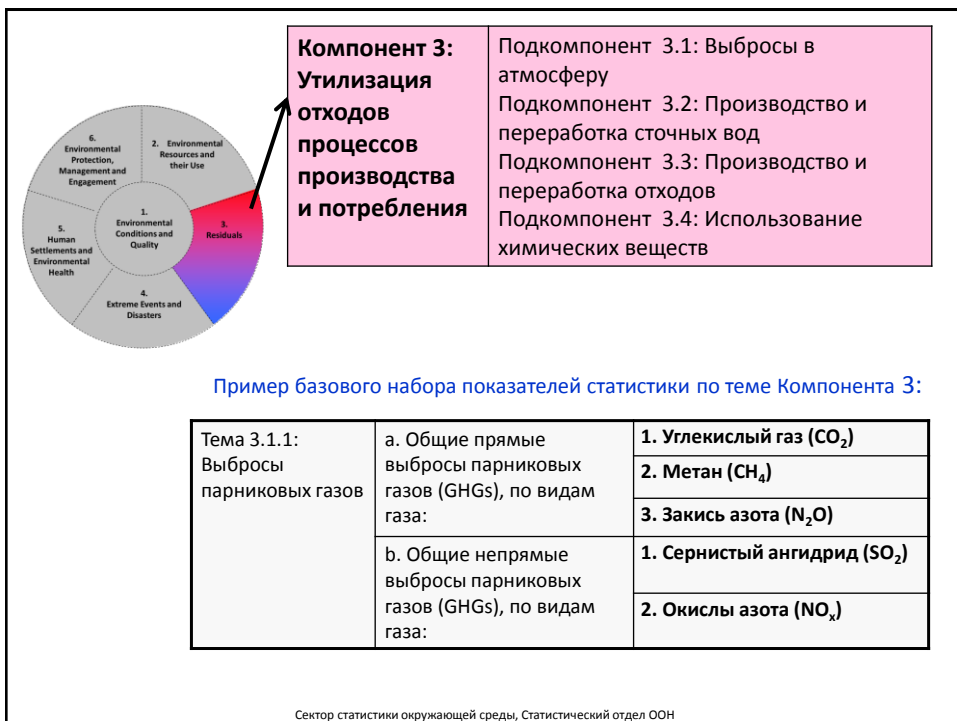 Компонент 3:
Утилизация
отходов
процессов
производства
и потребления
Подкомпонент 3.1: Выбросы в
атмосферу
Подкомпонент 3.2: Производство и
переработка сточных вод
Подкомпонент 3.3: Производство и
переработка отходов
Подкомпонент 3.4: Использование
химических веществ
6.
Environmental
Protection,
Management and
Engagement
2. Environmental
Resources and
their Use
1.
Environmental
Conditions and
Quality
3.
Residuals
5.
Human
Settlements and
Environmental
Health
4.
Extreme Events and
Disasters
Пример базового набора показателей статистики по теме Компонента 3:
Тема 3.1.1:
Выбросы
парниковых газов
a. Общие прямые
выбросы парниковых
газов (GHGs), по видам
газа:
1. Углекислый газ (CO₂)
2. Метан (CH₄)
3. Закись азота (N₂O)
b. Общие непрямые
выбросы парниковых
газов (GHGs), по видам
газа:
1. Сернистый ангидрид (SO₂)
2. Окислы азота (NOₓ)
Сектор статистики окружающей среды, Статистический отдел ООН